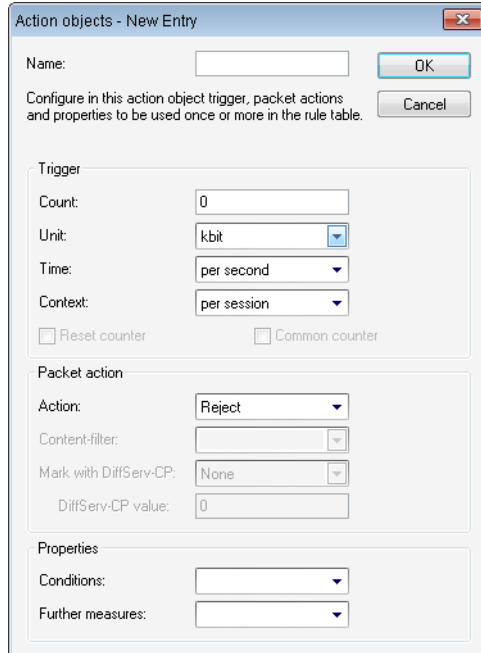 Action objects - New Entry
Name:
OK
Configure in this action object trigger, packet actions
and properties to be used once or more in the rule table.
Cancel
Trigger
Count: 0
Unit: kbit
Time: per second
Context: per session
Reset counter Common counter
Packet action
Action: Reject
Content-filter:
Mark with DiffServ-CP: None
DiffServ-CP value: 0
Properties
Conditions:
Further measures: